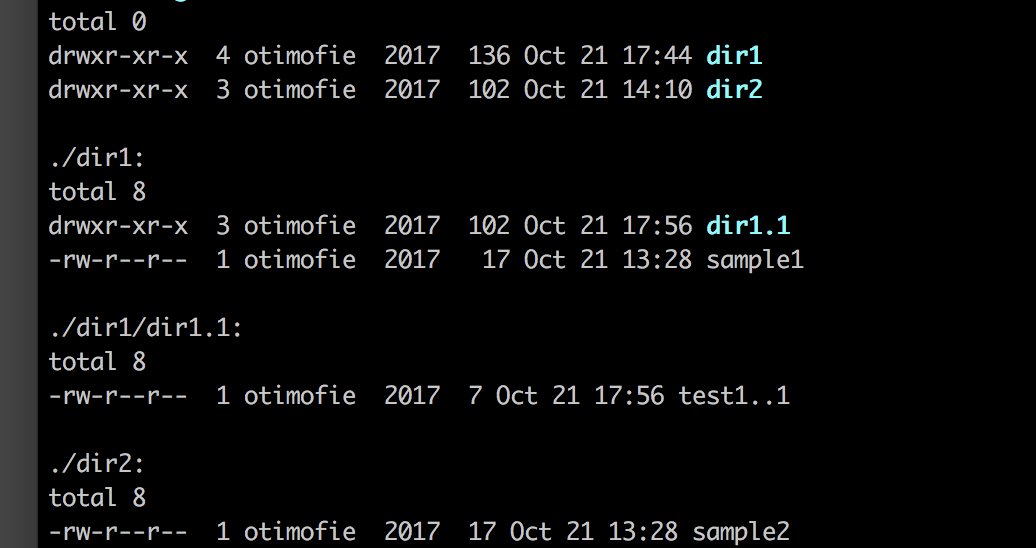 total 0
drwxr-xr-x  4 otimofie  2017  136 Oct 21 17:44 dir1
drwxr-xr-x  3 otimofie  2017  102 Oct 21 14:10 dir2

./dir1:
total 8
drwxr-xr-x  3 otimofie  2017  102 Oct 21 17:56 dir1.1
-rw-r--r--  1 otimofie  2017   17 Oct 21 13:28 sample1

./dir1/dir1.1:
total 8
-rw-r--r--  1 otimofie  2017  7 Oct 21 17:56 test1..1

./dir2:
total 8
-rw-r--r--  1 otimofie  2017  17 Oct 21 13:28 sample2